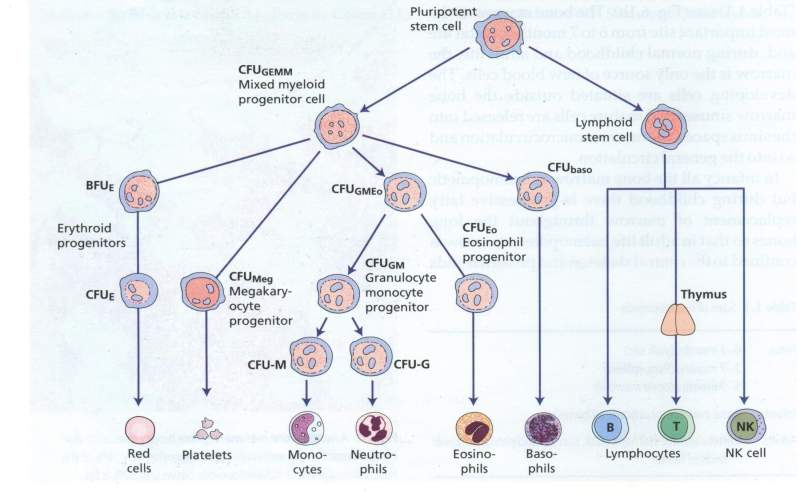 Pluripotent
stem cell
CFUGEMM
Mixed myeloid
progenitor cell
Lymphoid
stem cell
BFUE
CFUGMEo
CFUbaso
Erythroid
progenitors
CFUEo
Eosinophil
progenitor
CFUE
CFUMeg
Megakary-
ocyte
progenitor
CFUGM
Granulocyte
monocyte
progenitor
Thymus
CFU-M
CFU-G
B
T
NK
Red
cells
Platelets
Mono-
cytes
Neutro-
phils
Eosino-
phils
Baso-
phils
Lymphocytes
NK cell